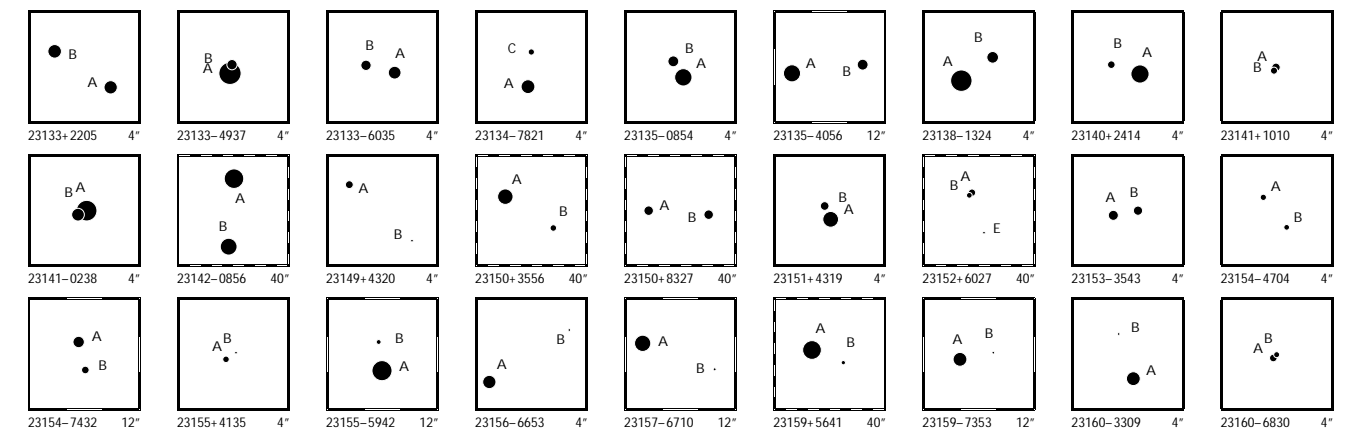 B A
23133+2205 4"
B A
23133−4937 4"
B A
23133−6035 4"
C A
23134−7821 4"
B A
23135−0854 4"
A B
23135−4056 12"
B A
23138−1324 4"
B A
23140+2414 4"
A B
23141+1010 4"
B A
23141−0238 4"
A B
23142−0856 40"
A B
23149+4320 4"
A B
23150+3556 40"
A B
23150+8327 40"
B A
23151+4319 4"
A B E
23152+6027 40"
A B
23153−3543 4"
A B
23154−4704 4"
A B
23154−7432 12"
A B
23155+4135 4"
B A
23155−5942 12"
B A
23156−6653 4"
A B
23157−6710 12"
A B
23159+5641 40"
A B
23159−7353 12"
B A
23160−3309 4"
B A
23160−6830 4"